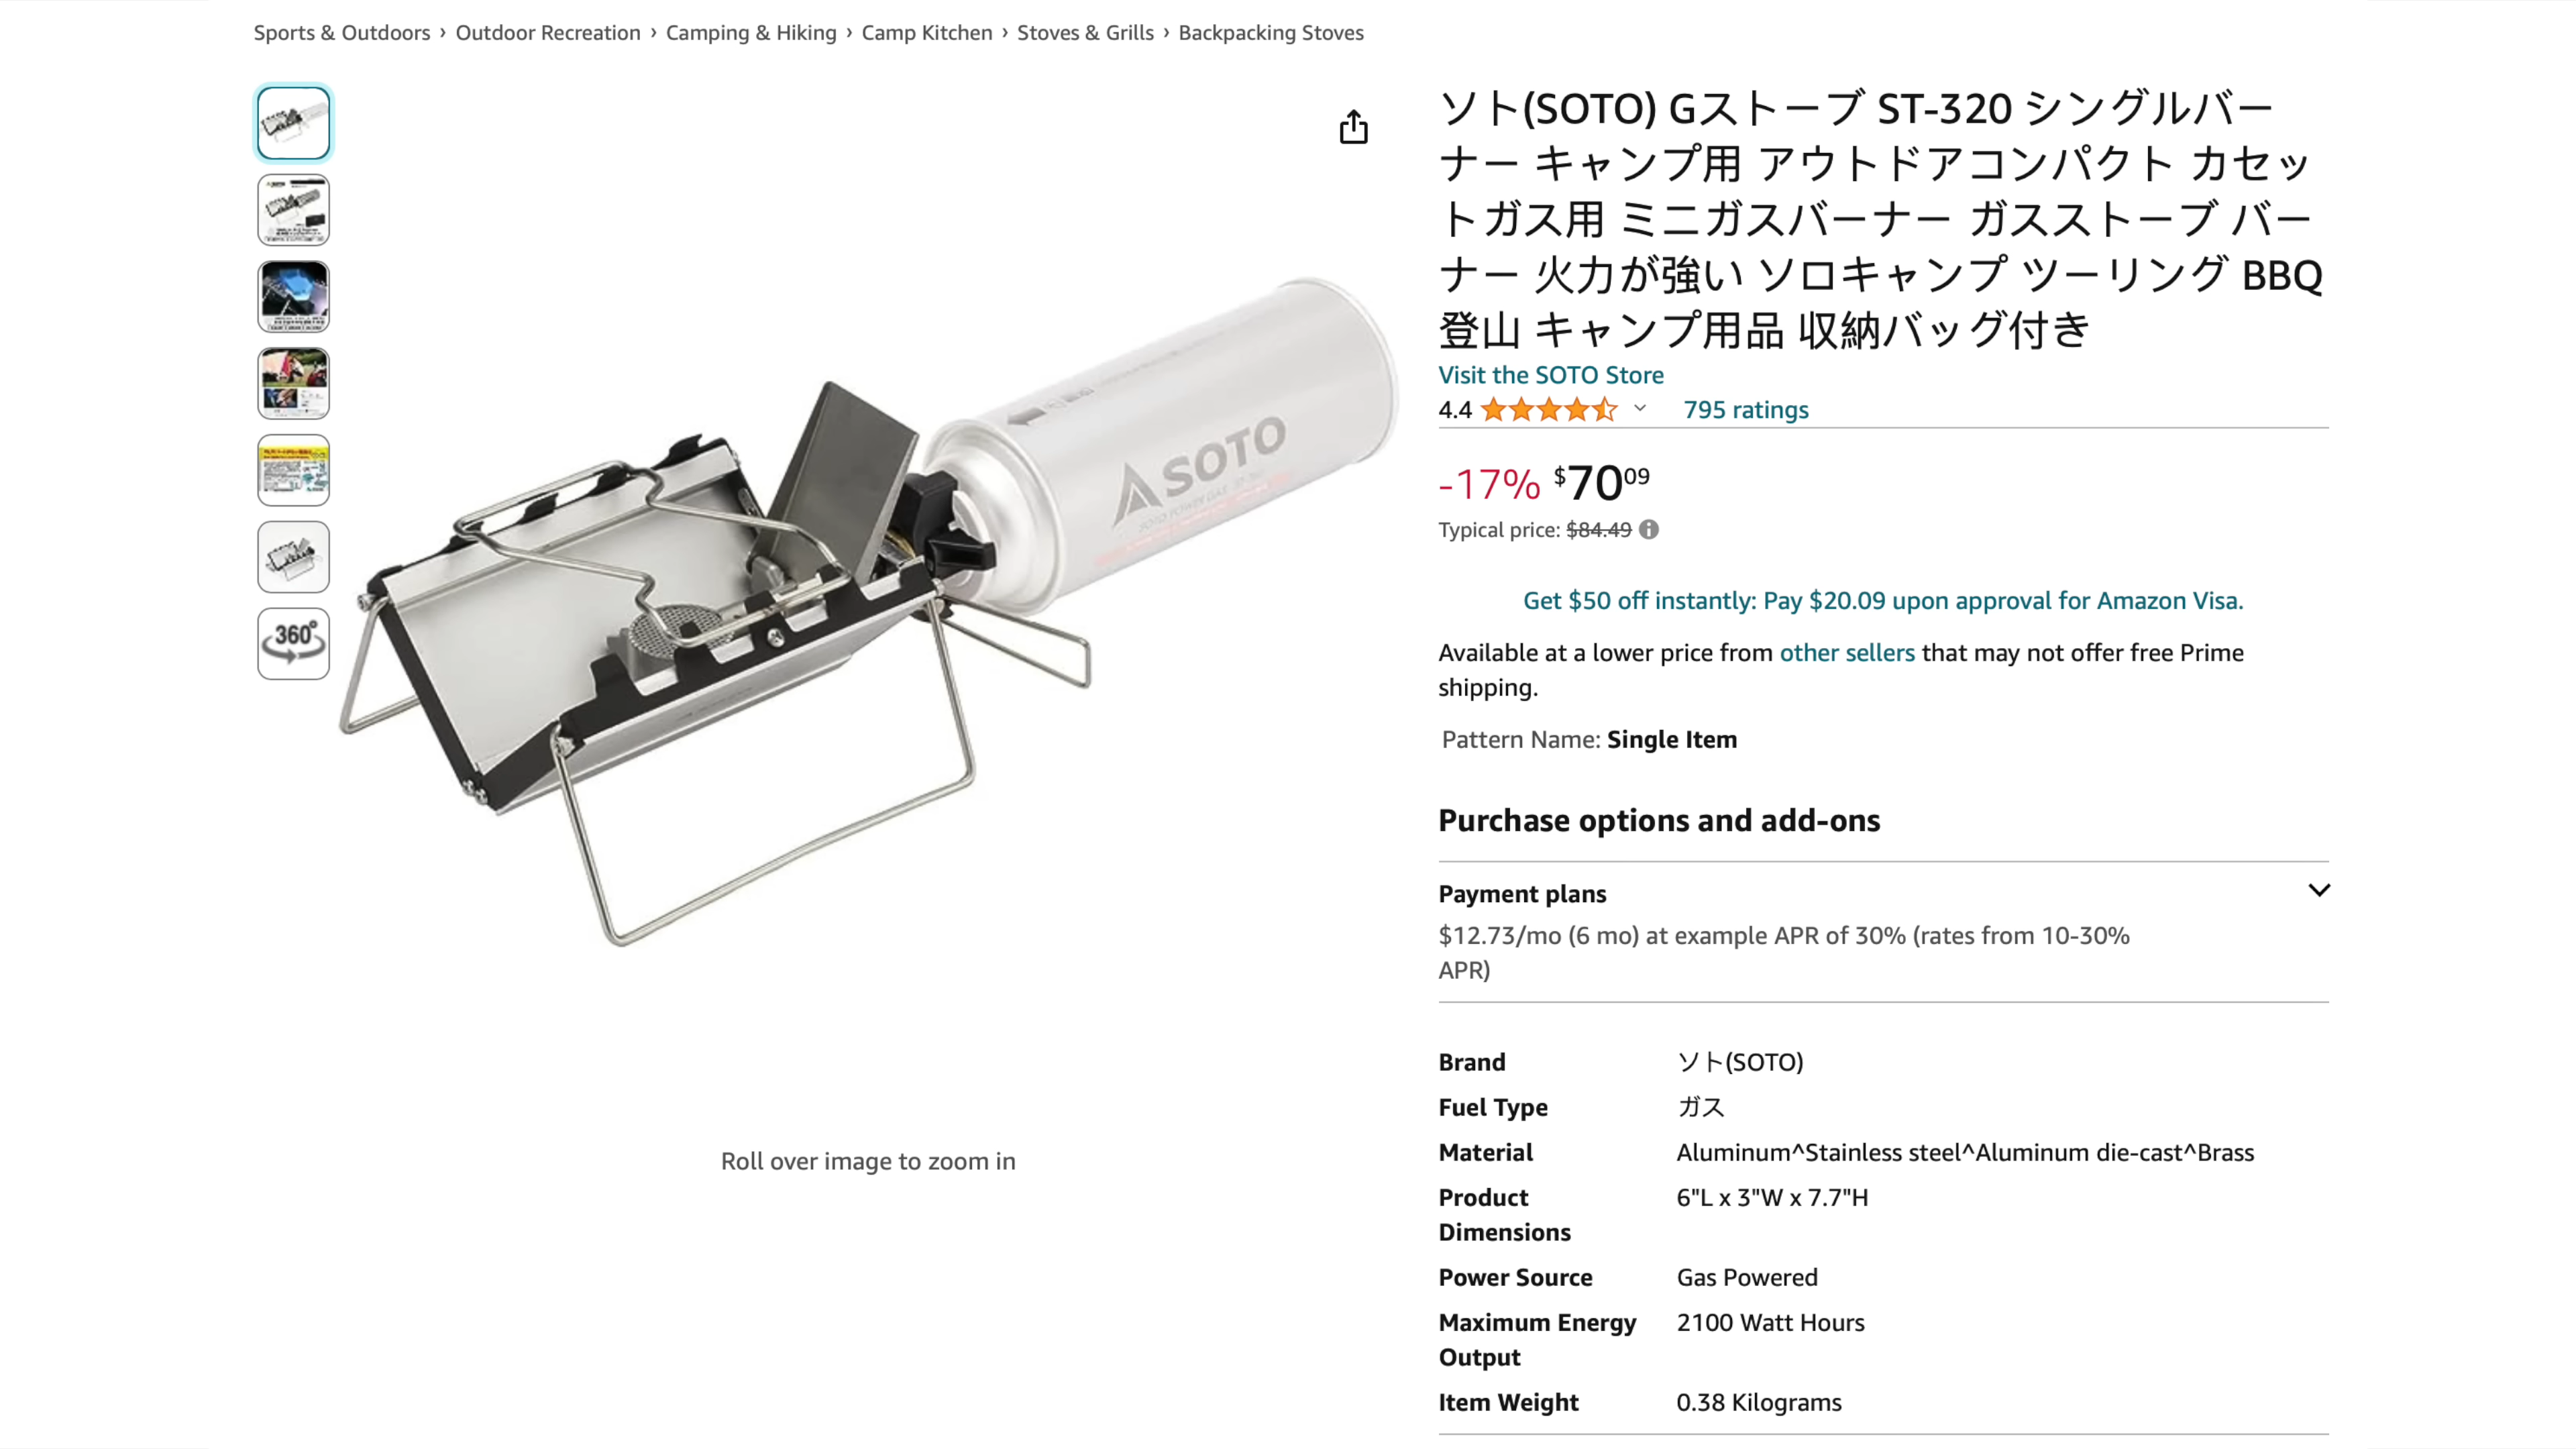 Sports & Outdoors › Outdoor Recreation › Camping & Hiking › Camp Kitchen › Stoves & Grills › Backpacking Stoves
360°
SOTO
ソト(SOTO) Gストーブ ST-320 シングルバー
ナー キャンプ用 アウトドアコンパクト カセッ
トガス用 ミニガスバーナー ガスストーブ バー
ナー 火力が強い ソロキャンプ ツーリング BBQ
登山 キャンプ用品 収納バッグ付き
Visit the SOTO Store
4.4 795 ratings
-17% $7009
Typical price: $84.49
Get $50 off instantly: Pay $20.09 upon approval for Amazon Visa.
Available at a lower price from other sellers that may not offer free Prime
shipping.
Pattern Name: Single Item
Purchase options and add-ons
Payment plans
$12.73/mo (6 mo) at example APR of 30% (rates from 10-30%
APR)
Brand ソト(SOTO)
Fuel Type ガス
Material Aluminum^Stainless steel^Aluminum die-cast^Brass
Product 6"L x 3"W x 7.7"H
Dimensions
Power Source Gas Powered
Maximum Energy 2100 Watt Hours
Output
Item Weight 0.38 Kilograms
Roll over image to zoom in